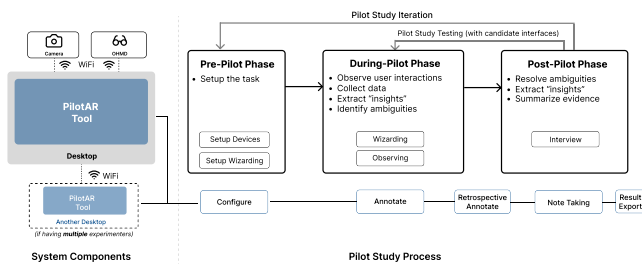 Pilot Study Iteration
Pilot Study Testing (with candidate interfaces)
Camera
OHMD
WiFi
PilotAR
Tool
Desktop
WiFi
PilotAR
Tool
Another Desktop
(if having multiple experimenters)
System Components
Pre-Pilot Phase
• Setup the task
Setup Devices
Setup Wizarding
During-Pilot Phase
• Observe user interactions
• Collect data
• Extract “insights”
• Identify ambiguities
Wizarding
Observing
Post-Pilot Phase
• Resolve ambiguities
• Extract “insights”
• Summarize evidence
Interview
Configure
Annotate
Retrospective
Annotate
Note Taking
Result
Export
Pilot Study Process